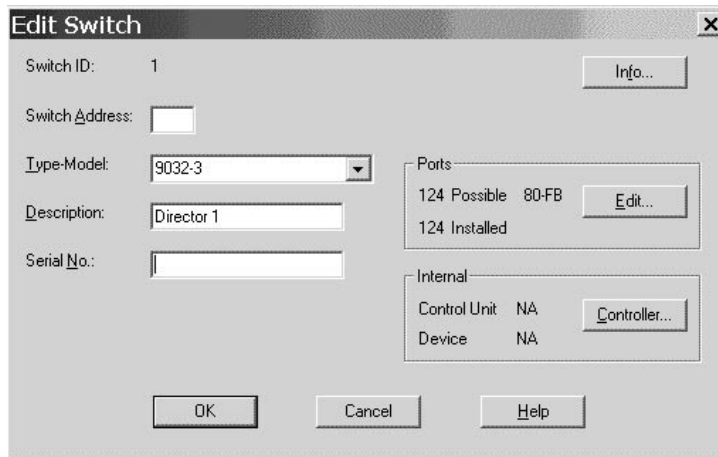 Edit Switch
Switch ID: 1
Info...
Switch Address:
Type-Model: 9032-3
Description: Director 1
Serial No.:
Ports
124 Possible 80-FB
124 Installed
Edit...
Internal
Control Unit NA
Device NA
Controller...
OK Cancel Help